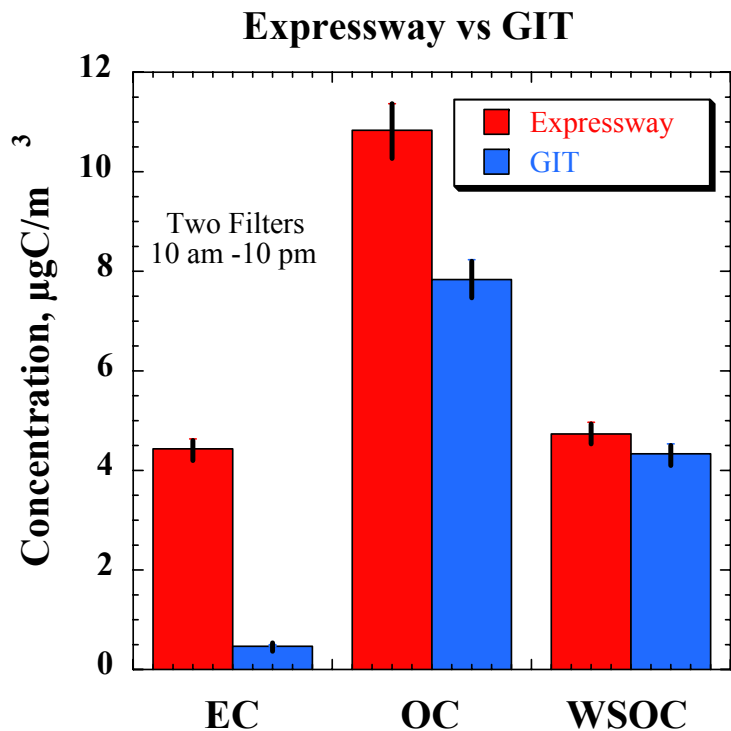 Expressway vs GIT
Concentration, µgC/m³
12
10
8
6
4
2
0
Expressway
GIT
Two Filters
10 am -10 pm
EC OC WSOC